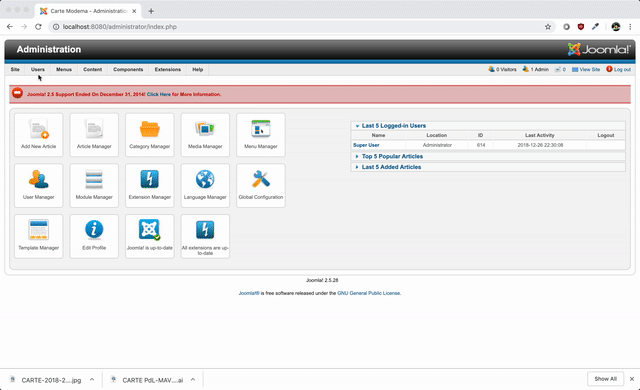 Carte Moderna - Administration
localhost:8080/administrator/index.php
Administration
Joomla!
Site Users Menus Content Components Extensions Help
0 Visitors 1 Admin 0 View Site Log out
Joomla! 2.5 Support Ended On December 31, 2014! Click Here for More Information.
Add New Article
Article Manager
Category Manager
Media Manager
Menu Manager
User Manager
Module Manager
Extension Manager
Language Manager
Global Configuration
Template Manager
Edit Profile
Joomla! is up-to-date
All extensions are up-
to-date
Last 5 Logged-in Users
Name Location ID Last Activity Logout
Super User Administrator 614 2018-12-26 22:30:08
Top 5 Popular Articles
Last 5 Added Articles
Joomla! 2.5.28
Joomla!® is free software released under the GNU General Public License.
CARTE-2018-2....jpg
CARTE PdL-MAV....ai
Show All